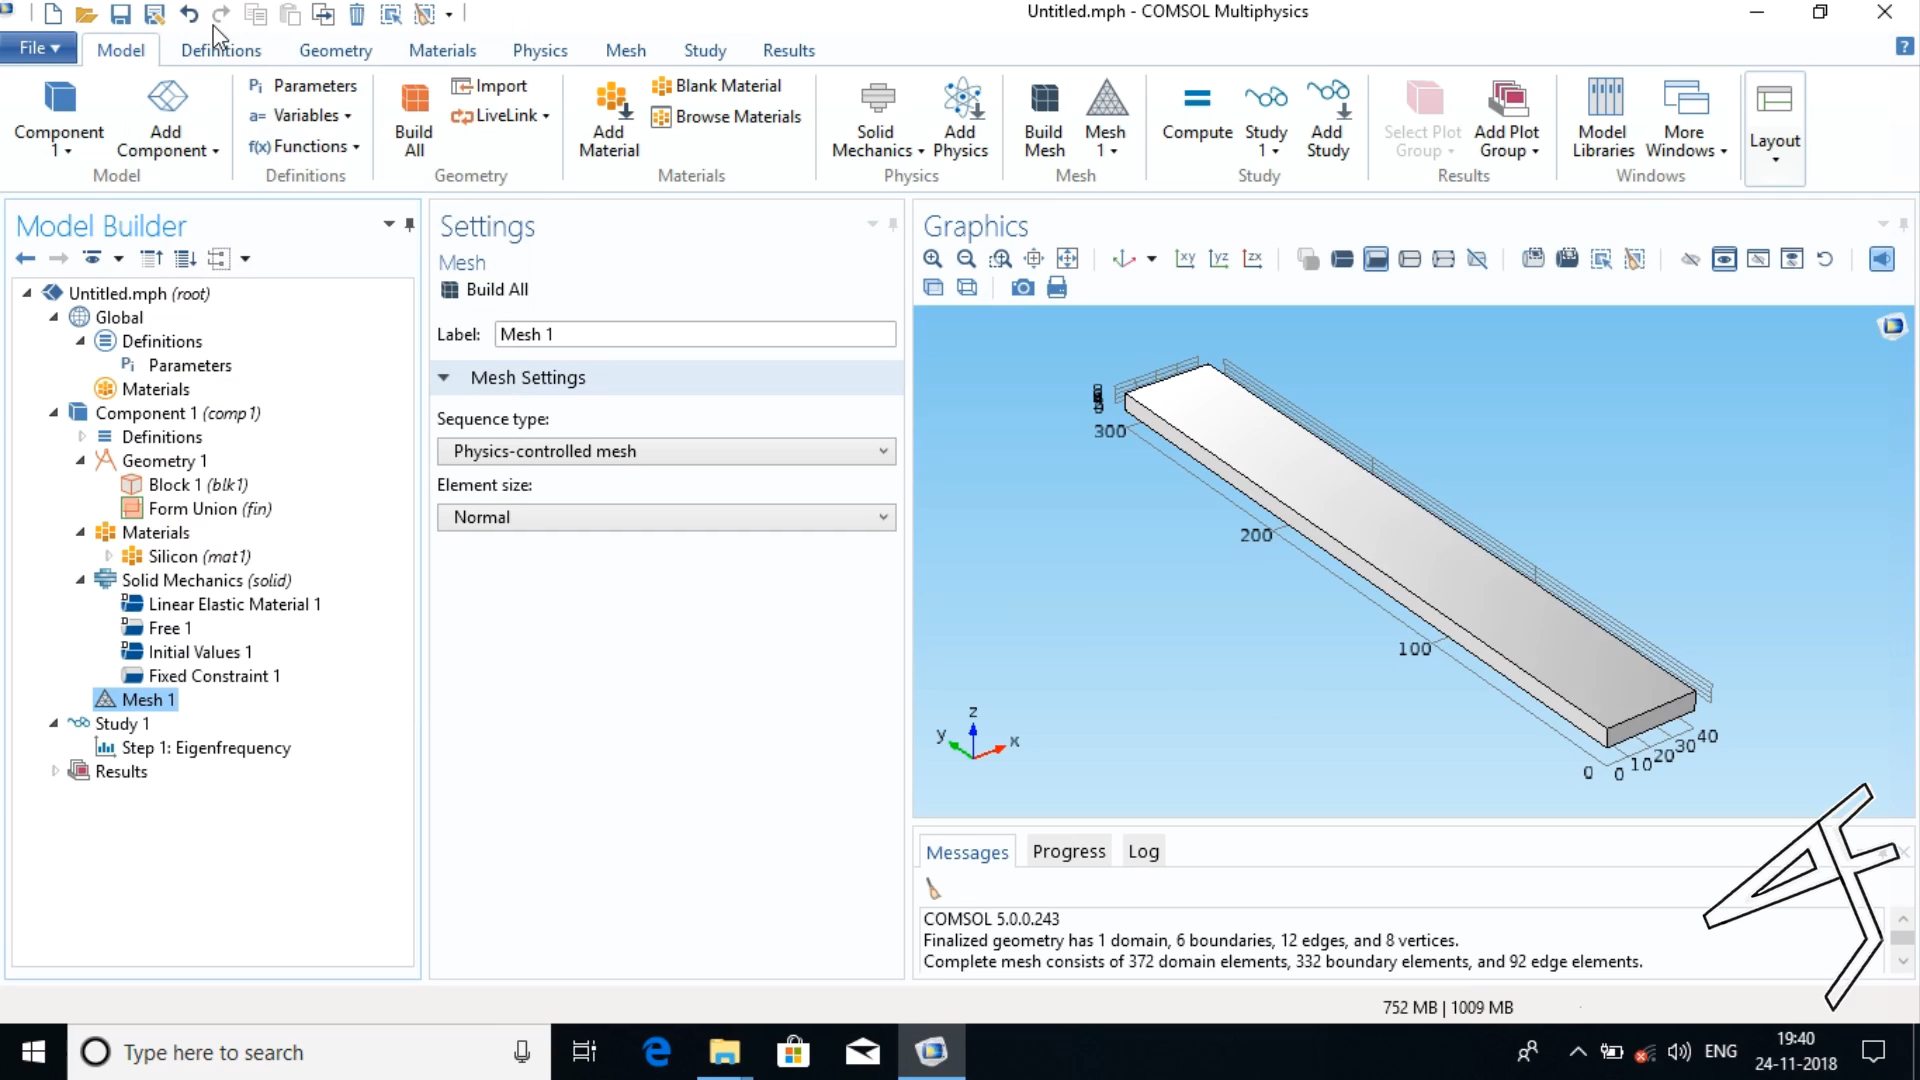 Untitled.mph - COMSOL Multiphysics
File Model Definitions Geometry Materials Physics Mesh Study Results
Component 1
Add Component
Model
Pi Parameters
a= Variables
f(x) Functions
Definitions
Build All
Import
LiveLink
Geometry
Add Material
Blank Material
Browse Materials
Materials
Solid Mechanics
Add Physics
Physics
Build Mesh
Mesh 1
Mesh
Compute
Study 1
Add Study
Study
Select Plot Group
Add Plot Group
Results
Model Libraries
More Windows
Windows
Layout
Model Builder
Untitled.mph (root)
Global
Definitions
Pi Parameters
Materials
Component 1 (comp1)
Definitions
Geometry 1
Block 1 (blk1)
Form Union (fin)
Materials
Silicon (mat1)
Solid Mechanics (solid)
Linear Elastic Material 1
Free 1
Initial Values 1
Fixed Constraint 1
Mesh 1
Study 1
Step 1: Eigenfrequency
Results
Settings
Mesh
Build All
Label: Mesh 1
Mesh Settings
Sequence type:
Physics-controlled mesh
Element size:
Normal
Graphics
xy yz zx
300
200
100
0
0 10 20 30 40
z
y x
Messages Progress Log
COMSOL 5.0.0.243
Finalized geometry has 1 domain, 6 boundaries, 12 edges, and 8 vertices.
Complete mesh consists of 372 domain elements, 332 boundary elements, and 92 edge elements.
752 MB | 1009 MB
Type here to search
ENG
19:40
24-11-2018